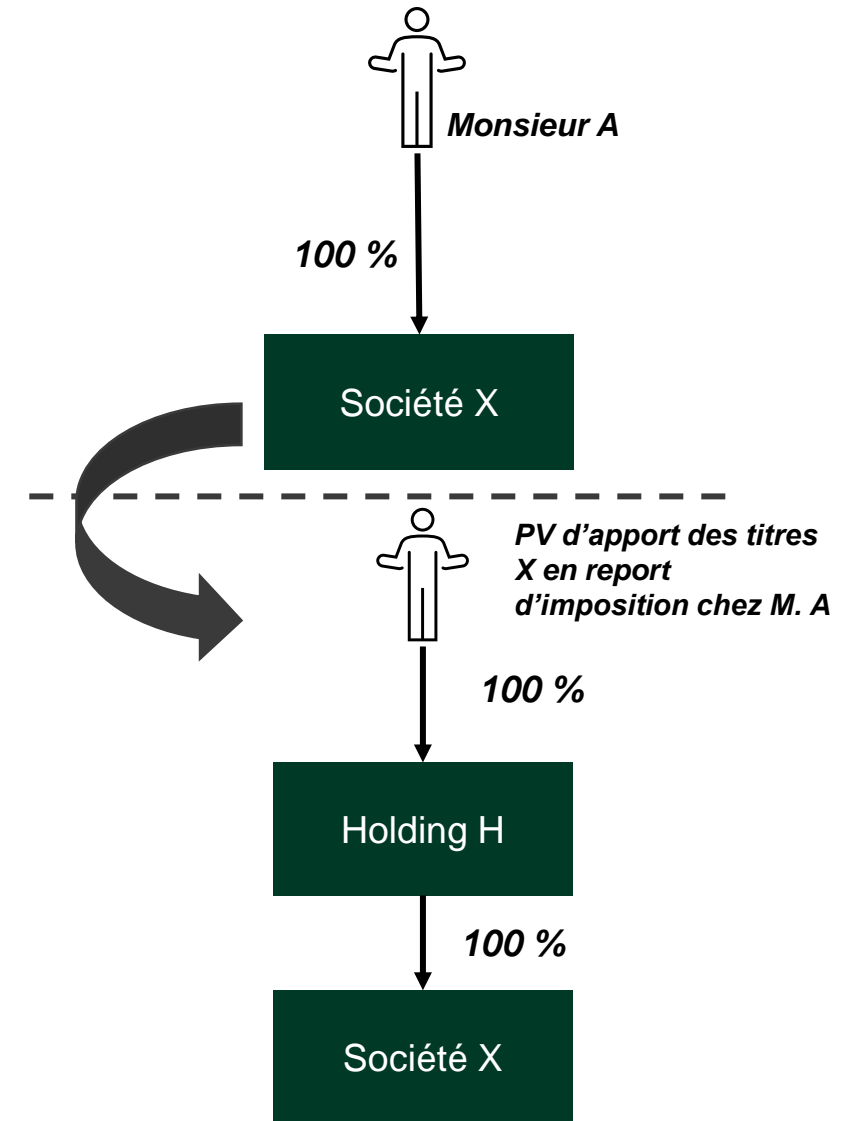 Monsieur A
100 %
Société X
PV d’apport des titres
X en report
d’imposition chez M. A
100 %
Holding H
100 %
Société X